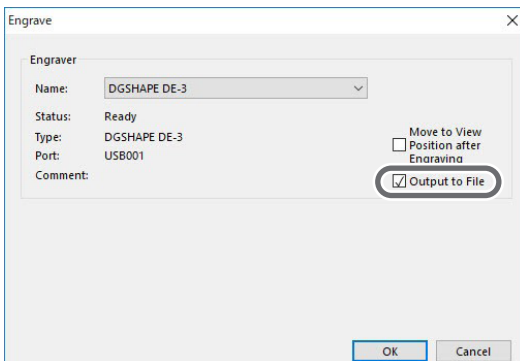 Engrave
Engraver
Name: DGSHAPE DE-3
Status: Ready
Type: DGSHAPE DE-3
Port: USB001
Comment:
Move to View
Position after
Engraving
Output to File
OK Cancel